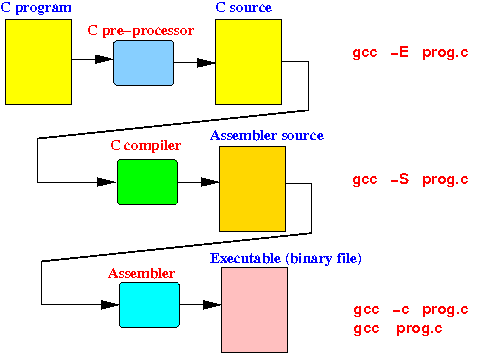 C program
C pre-processor
C source
gcc -E prog.c
C compiler
Assembler source
gcc -S prog.c
Assembler
Executable (binary file)
gcc -c prog.c
gcc prog.c